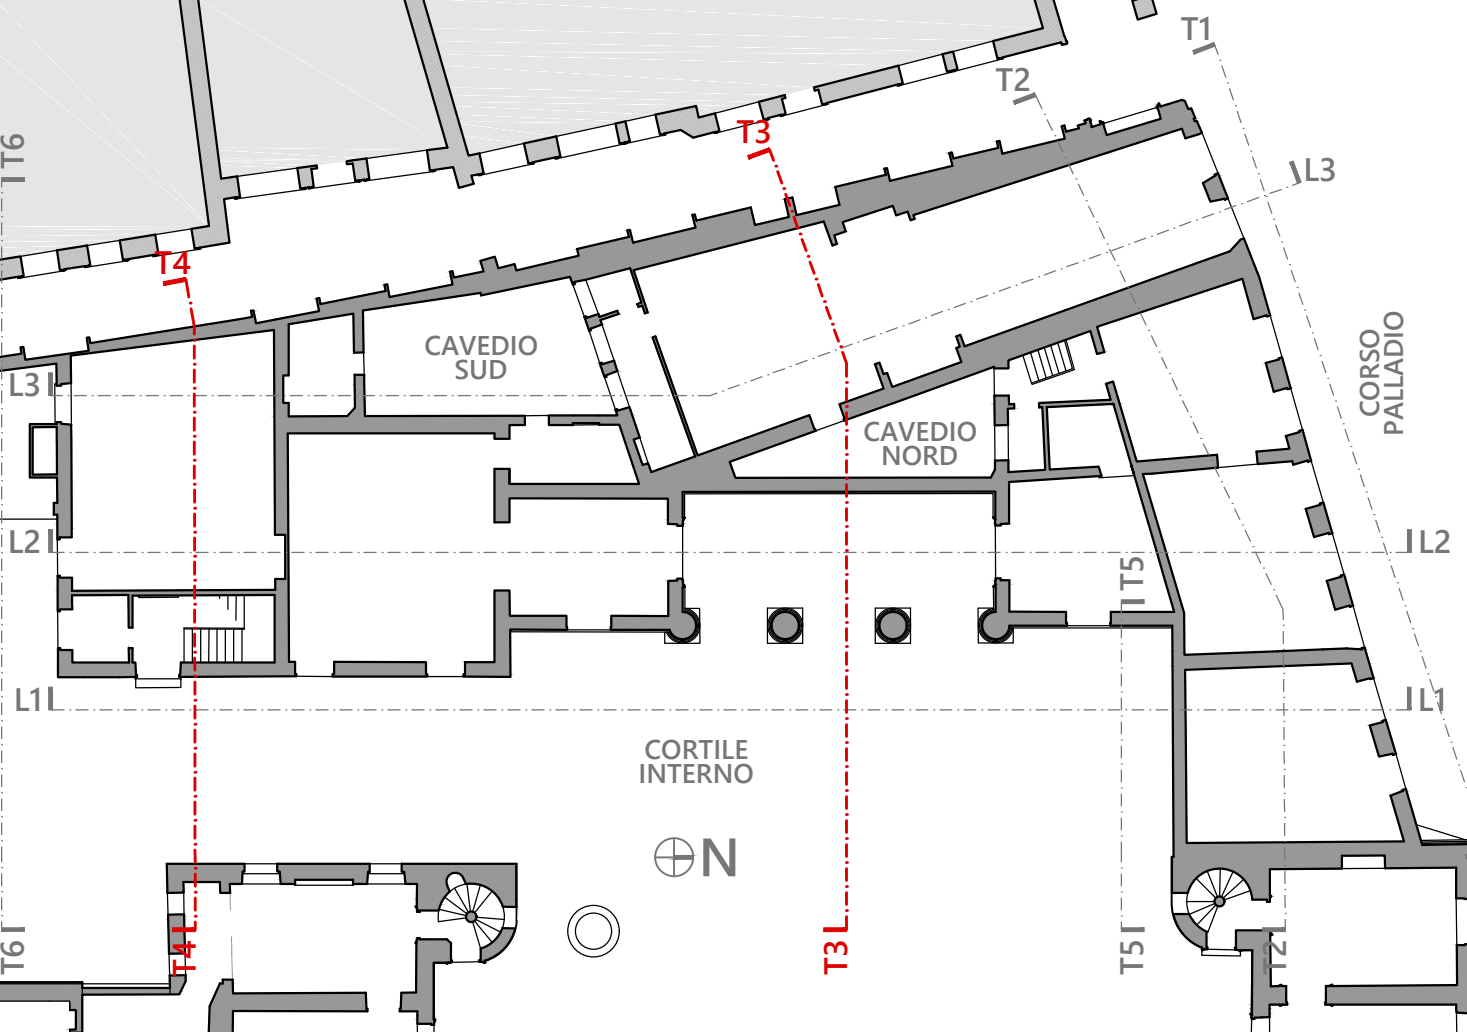 T1
T2
T3
T6
L3
T4
CAVEDIO
SUD
CORSO
PALLADIO
L3
CAVEDIO
NORD
L2
L2
T5
L1
L1
CORTILE
INTERNO
N
T6
T4
T3
T5
T2